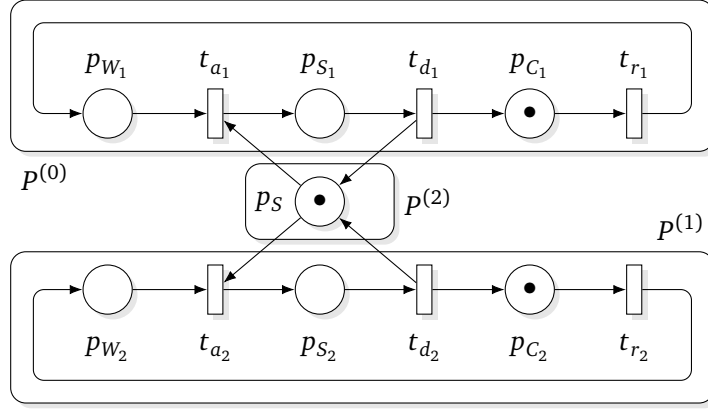 p_{W_1} t_{a_1} p_{S_1} t_{d_1} p_{C_1} t_{r_1}
P^{(0)}
p_S P^{(2)}
P^{(1)}
p_{W_2} t_{a_2} p_{S_2} t_{d_2} p_{C_2} t_{r_2}